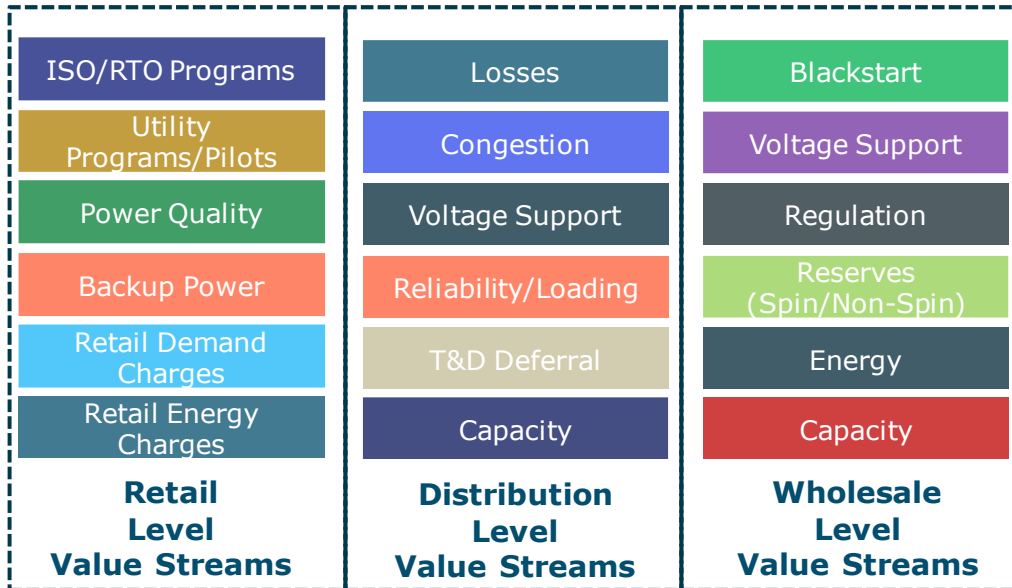 ISO/RTO Programs
Utility
Programs/Pilots
Power Quality
Backup Power
Retail Demand
Charges
Retail Energy
Charges
Retail
Level
Value Streams
Losses
Congestion
Voltage Support
Reliability/Loading
T&D Deferral
Capacity
Distribution
Level
Value Streams
Blackstart
Voltage Support
Regulation
Reserves
(Spin/Non-Spin)
Energy
Capacity
Wholesale
Level
Value Streams